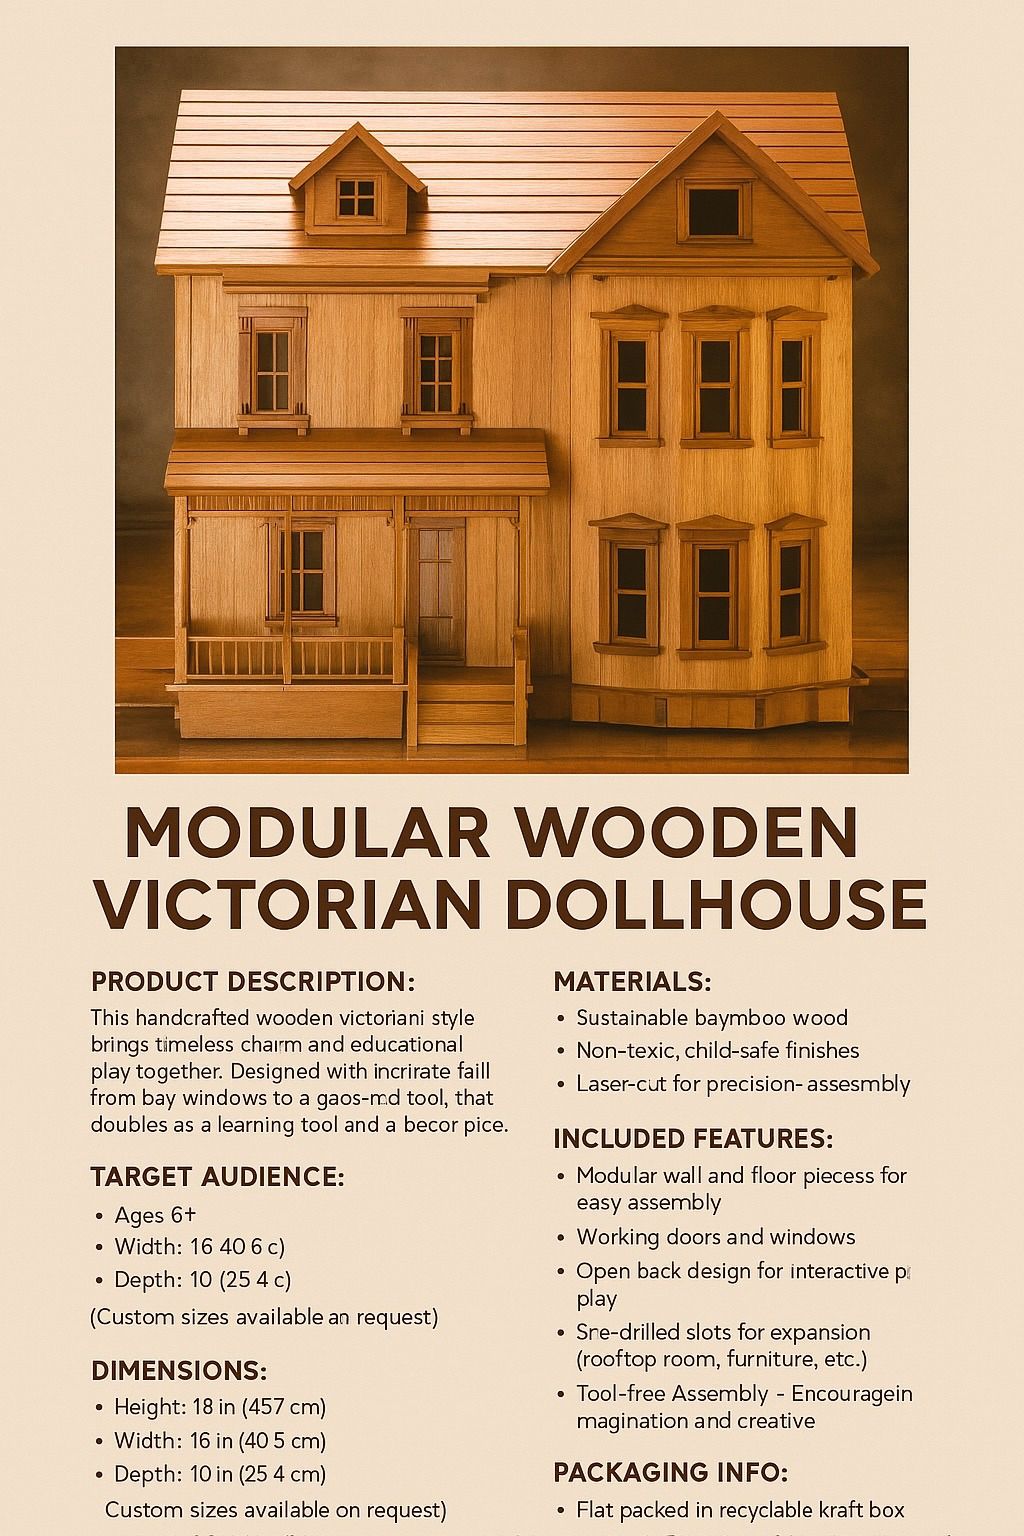 MODULAR WOODEN
VICTORIAN DOLLHOUSE
PRODUCT DESCRIPTION:
This handcrafted wooden victoriani style
brings timeless charm and educational
play together. Designed with incrirate faill
from bay windows to a tool, that
doubles as a learning tool and a becor pice.
TARGET AUDIENCE:
• Ages 6+
• Width: 16 40 6 c)
• Depth: 10 (25 4 c)
(Custom sizes available an request)
DIMENSIONS:
• Height: 18 in (457 cm)
• Width: 16 in (40 5 cm)
• Depth: 10 in (25 4 cm)
Custom sizes available on request)
MATERIALS:
• Sustainable baymboo wood
• Non-texic, child-safe finishes
• Laser-cut for precision- assesmbly
INCLUDED FEATURES:
• Modular wall and floor piecess for
easy assembly
• Working doors and windows
• Open back design for interactive
play
• Sne-drilled slots for expansion
(rooftop room, furniture, etc.)
• Tool-free Assembly - Encouragein
magination and creative
PACKAGING INFO:
• Flat packed in recyclable kraft box